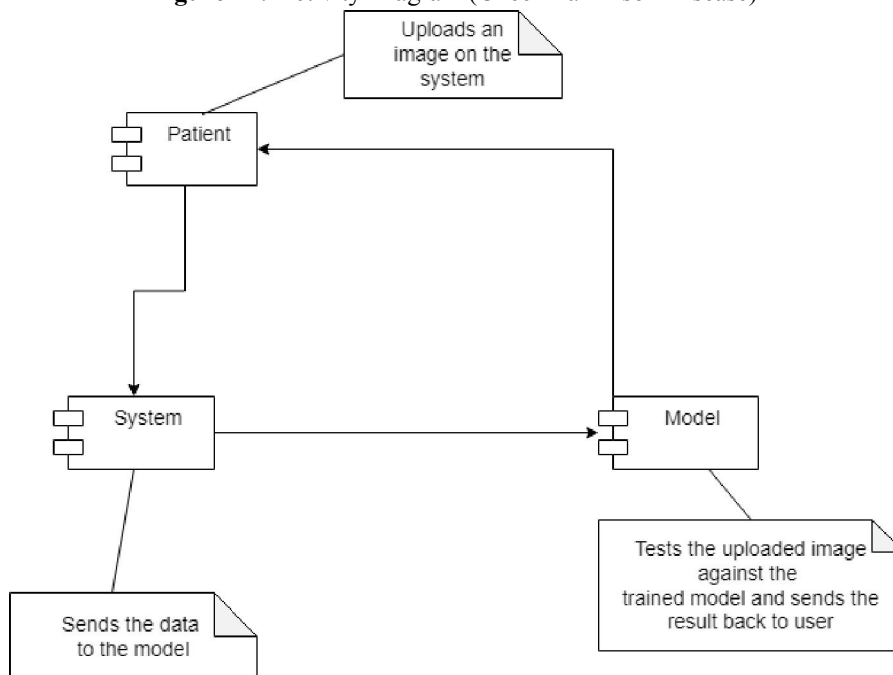 Uploads an
image on the
system
Patient
System
Model
Tests the uploaded image
against the
trained model and sends the
result back to user
Sends the data
to the model